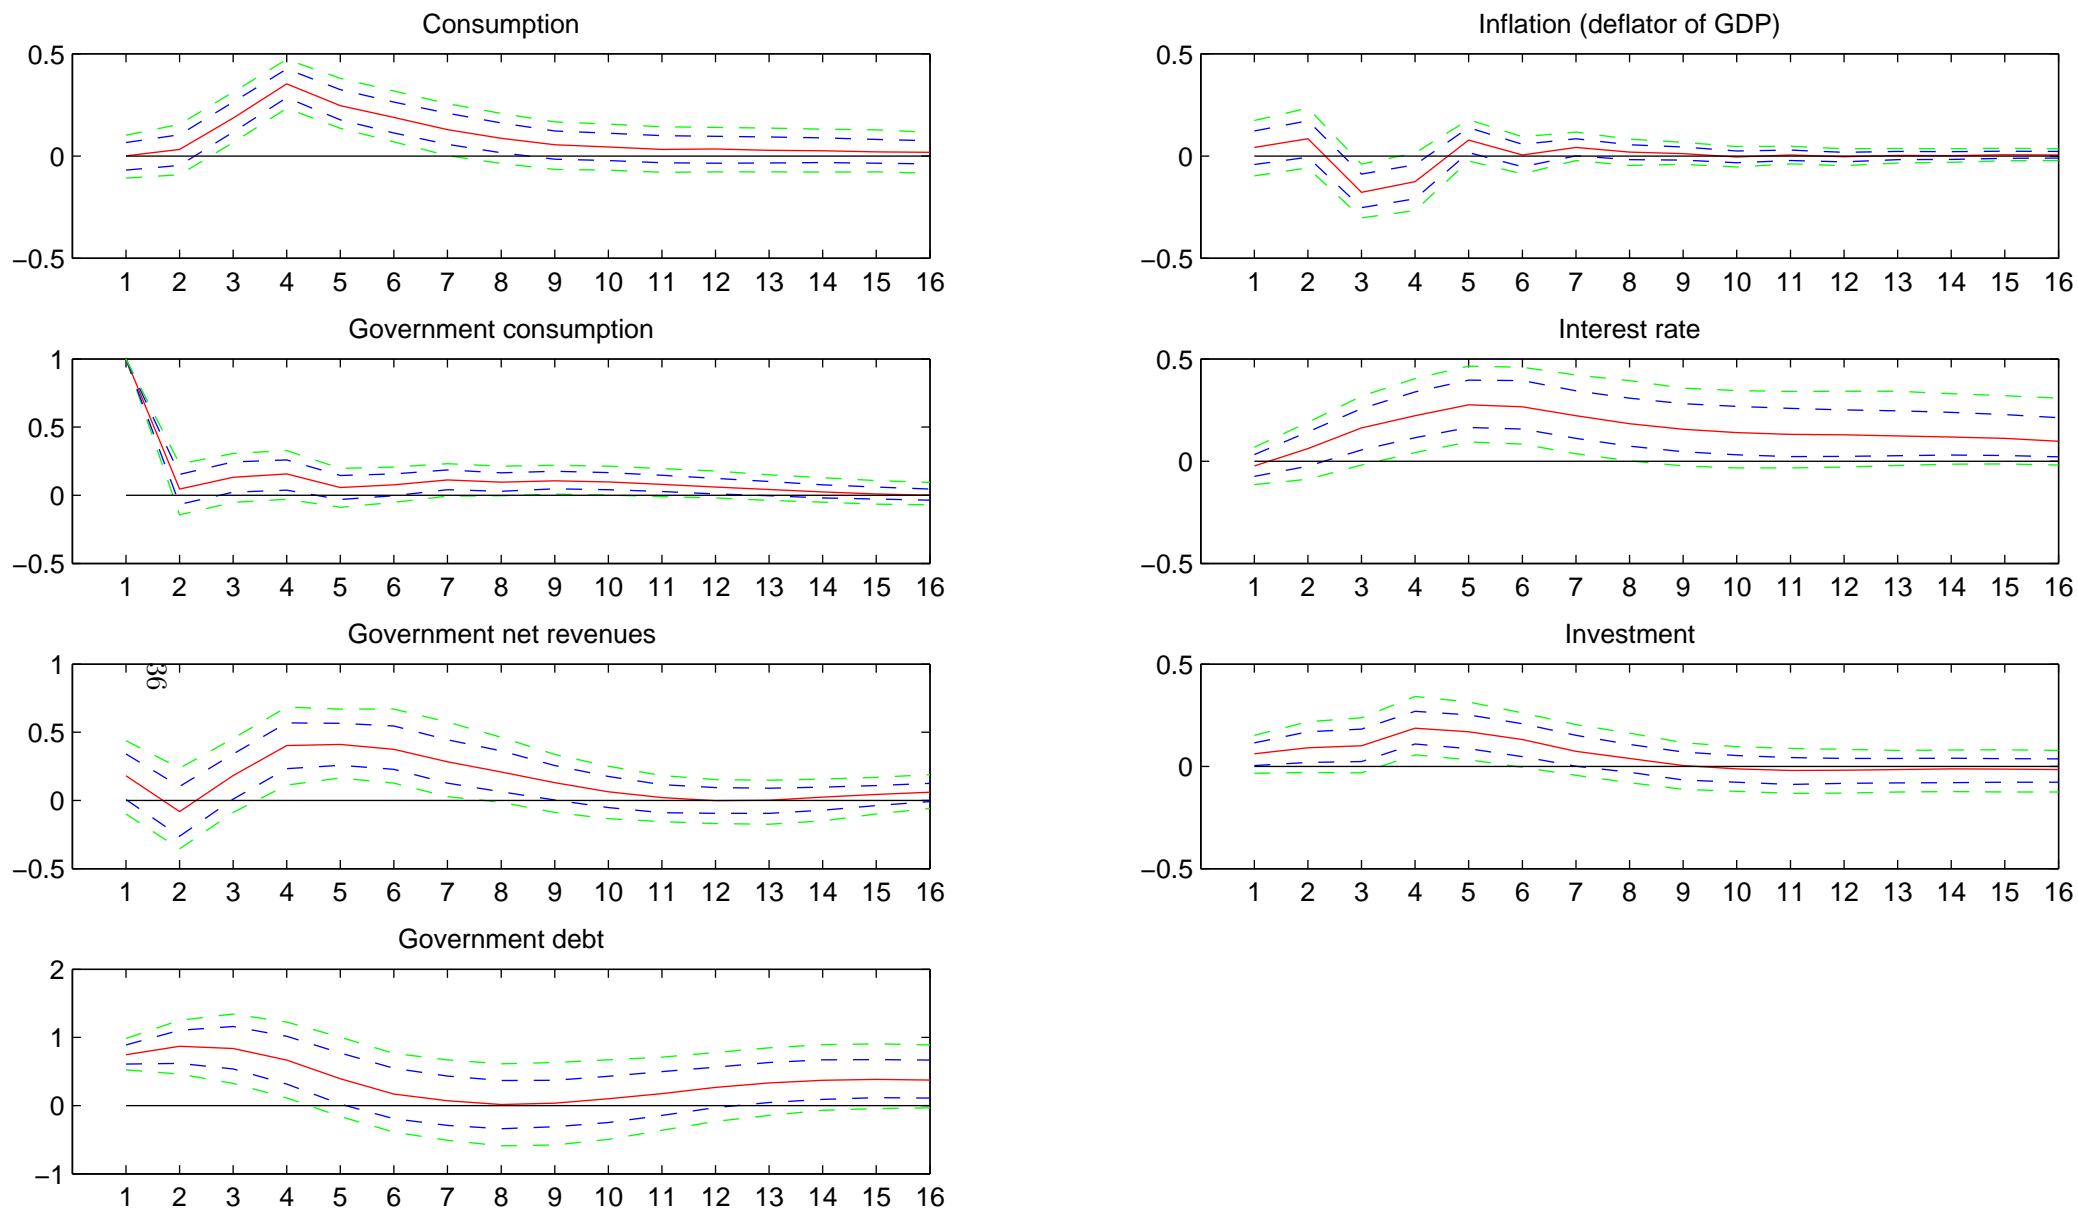 Consumption
0.5
0
−0.5
1 2 3 4 5 6 7 8 9 10 11 12 13 14 15 16
Inflation (deflator of GDP)
0.5
0
−0.5
1 2 3 4 5 6 7 8 9 10 11 12 13 14 15 16
Government consumption
1
0.5
0
−0.5
1 2 3 4 5 6 7 8 9 10 11 12 13 14 15 16
Interest rate
0.5
0
−0.5
1 2 3 4 5 6 7 8 9 10 11 12 13 14 15 16
Government net revenues
1
36
0.5
0
−0.5
1 2 3 4 5 6 7 8 9 10 11 12 13 14 15 16
Investment
0.5
0
−0.5
1 2 3 4 5 6 7 8 9 10 11 12 13 14 15 16
Government debt
2
1
0
−1
1 2 3 4 5 6 7 8 9 10 11 12 13 14 15 16